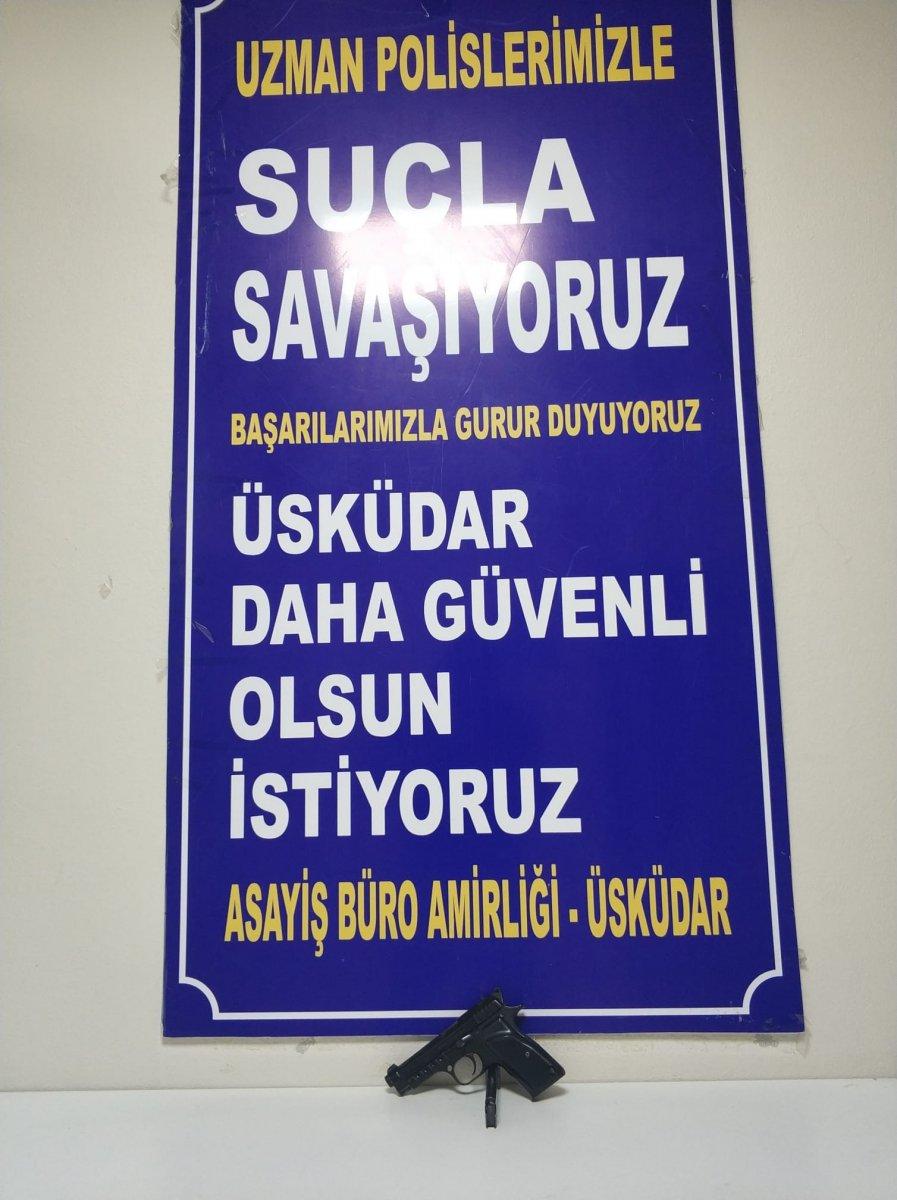 UZMAN POLİSLERİMİZLE
SUÇLA
SAVAŞIYORUZ
BAŞARILARIMIZLA GURUR DUYUYORUZ
ÜSKÜDAR
DAHA GÜVENLİ
OLSUN
İSTİYORUZ
ASAYİŞ BÜRO AMİRLİĞİ - ÜSKÜDAR